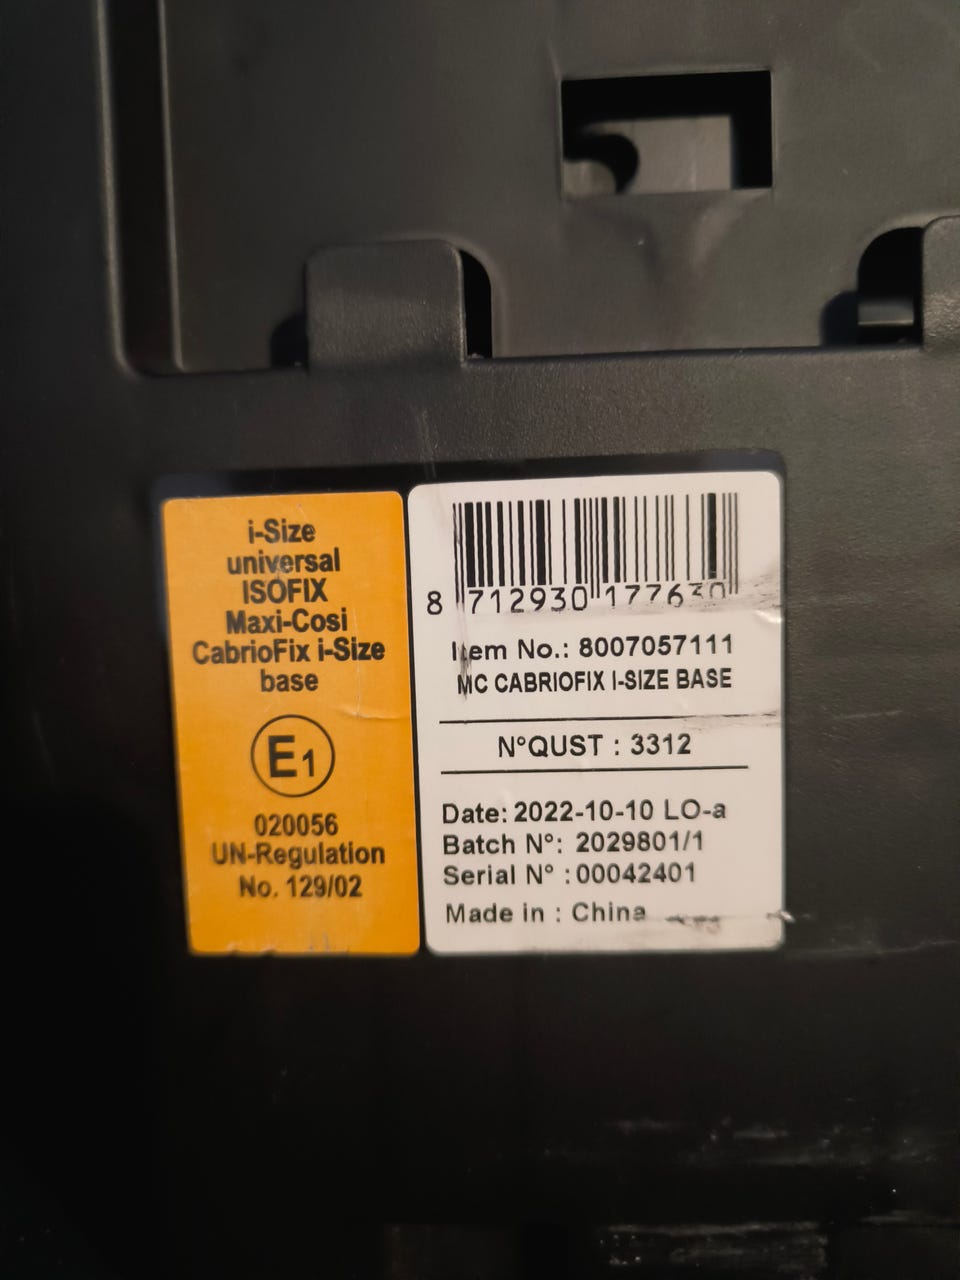 i-Size
universal
ISOFIX
Maxi-Cosi
CabrioFix i-Size
base
E1
020056
UN-Regulation
No. 129/02
8 712930 177630
Item No.: 8007057111
MC CABRIOFIX I-SIZE BASE
N°QUST : 3312
Date: 2022-10-10 LO-a
Batch N°: 2029801/1
Serial N° : 00042401
Made in : China